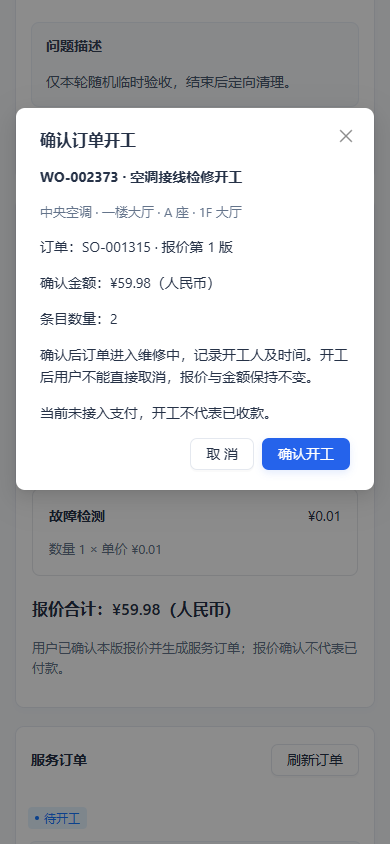 问题描述
仅本轮随机临时验收，结束后定向清理。
确认订单开工
WO-002373 · 空调接线检修开工
中央空调 · 一楼大厅 · A 座 · 1F 大厅
订单：SO-001315 · 报价第 1 版
确认金额：¥59.98（人民币）
条目数量：2
确认后订单进入维修中，记录开工人及时间。开工
后用户不能直接取消，报价与金额保持不变。
当前未接入支付，开工不代表已收款。
取 消
确认开工
故障检测
¥0.01
数量 1 × 单价 ¥0.01
报价合计：¥59.98（人民币）
用户已确认本版报价并生成服务订单；报价确认不代表已
付款。
服务订单
刷新订单
待开工